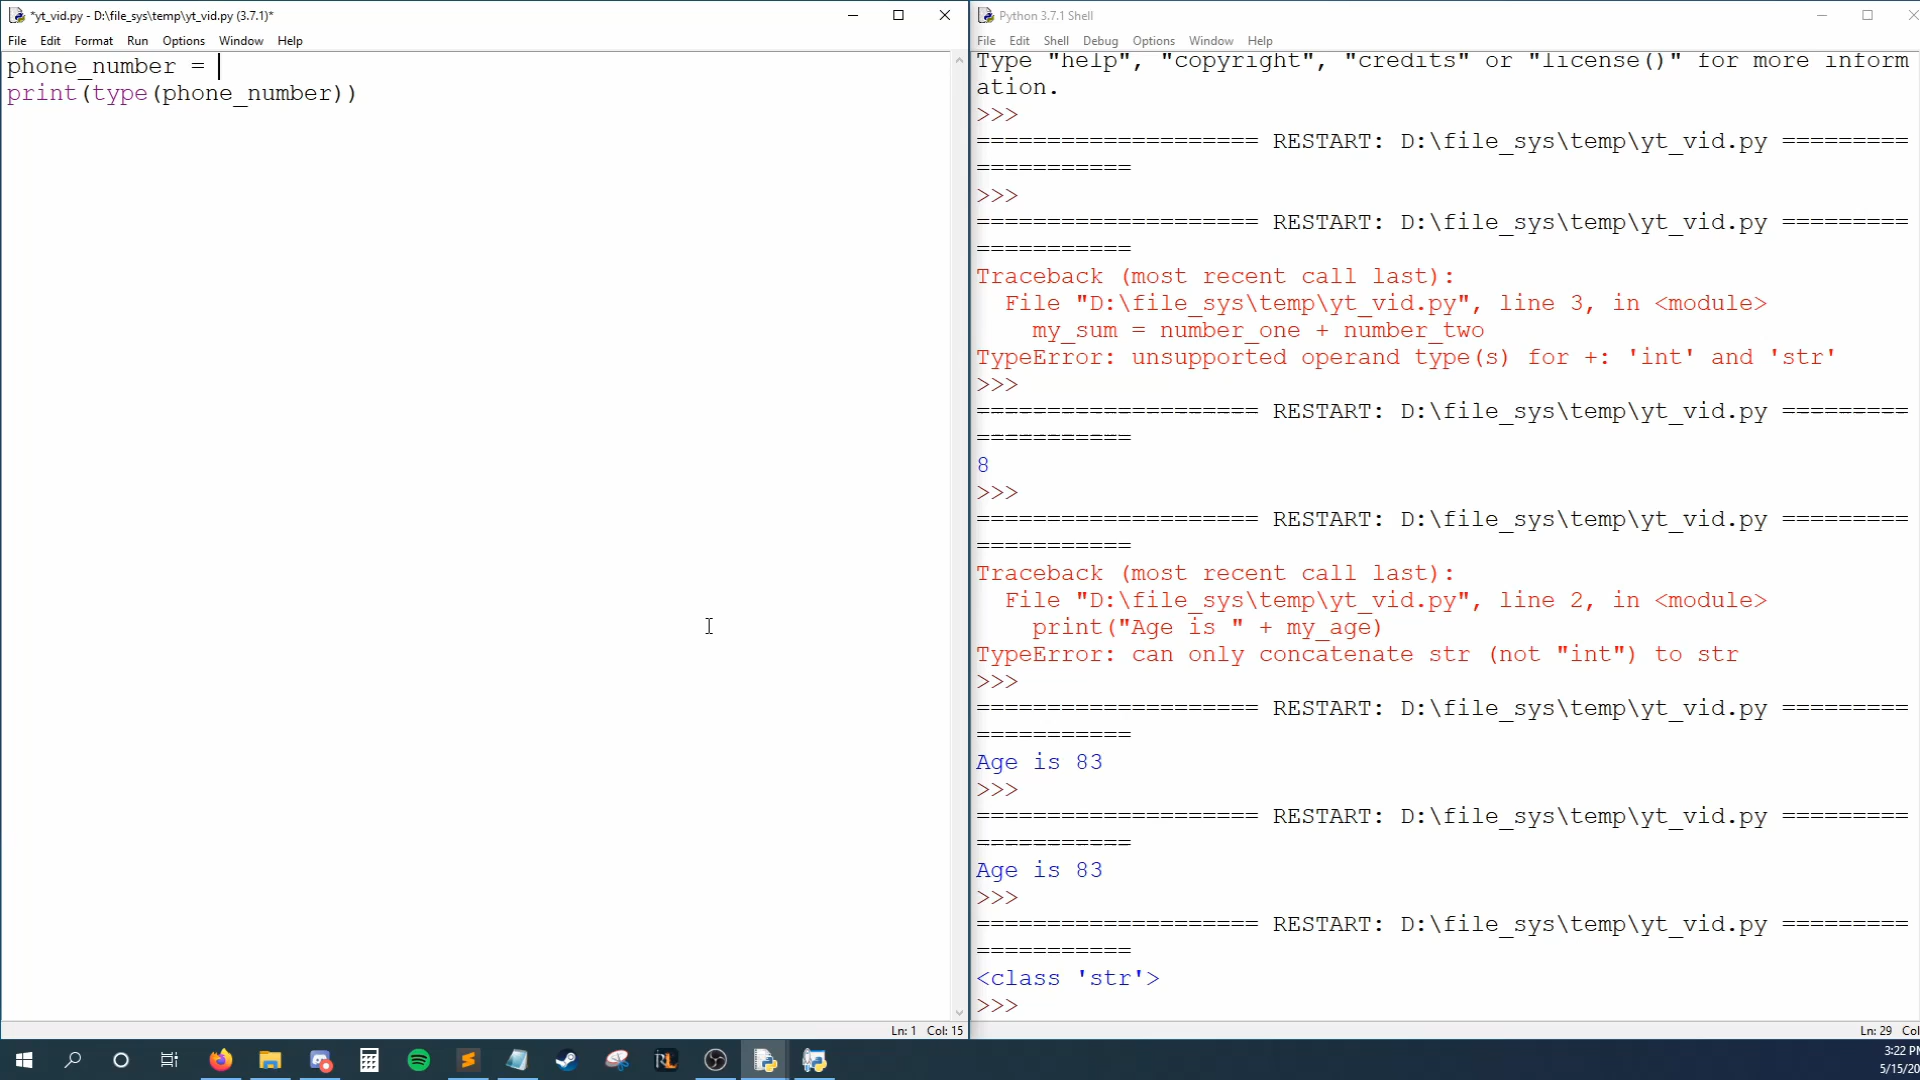 *yt_vid.py - D:\file_sys\temp\yt_vid.py (3.7.1)*
File Edit Format Run Options Window Help
phone_number =
print(type(phone_number))
Ln: 1 Col: 15
Python 3.7.1 Shell
File Edit Shell Debug Options Window Help
Type "help", "copyright", "credits" or "license()" for more inform
ation.
>>>
==================== RESTART: D:\file_sys\temp\yt_vid.py =========
===========
>>>
==================== RESTART: D:\file_sys\temp\yt_vid.py =========
===========
Traceback (most recent call last):
  File "D:\file_sys\temp\yt_vid.py", line 3, in <module>
    my_sum = number_one + number_two
TypeError: unsupported operand type(s) for +: 'int' and 'str'
>>>
==================== RESTART: D:\file_sys\temp\yt_vid.py =========
===========
8
>>>
==================== RESTART: D:\file_sys\temp\yt_vid.py =========
===========
Traceback (most recent call last):
  File "D:\file_sys\temp\yt_vid.py", line 2, in <module>
    print("Age is " + my_age)
TypeError: can only concatenate str (not "int") to str
>>>
==================== RESTART: D:\file_sys\temp\yt_vid.py =========
===========
Age is 83
>>>
==================== RESTART: D:\file_sys\temp\yt_vid.py =========
===========
Age is 83
>>>
==================== RESTART: D:\file_sys\temp\yt_vid.py =========
===========
<class 'str'>
>>>
Ln: 29 Col
RL
3:22 PM
5/15/20